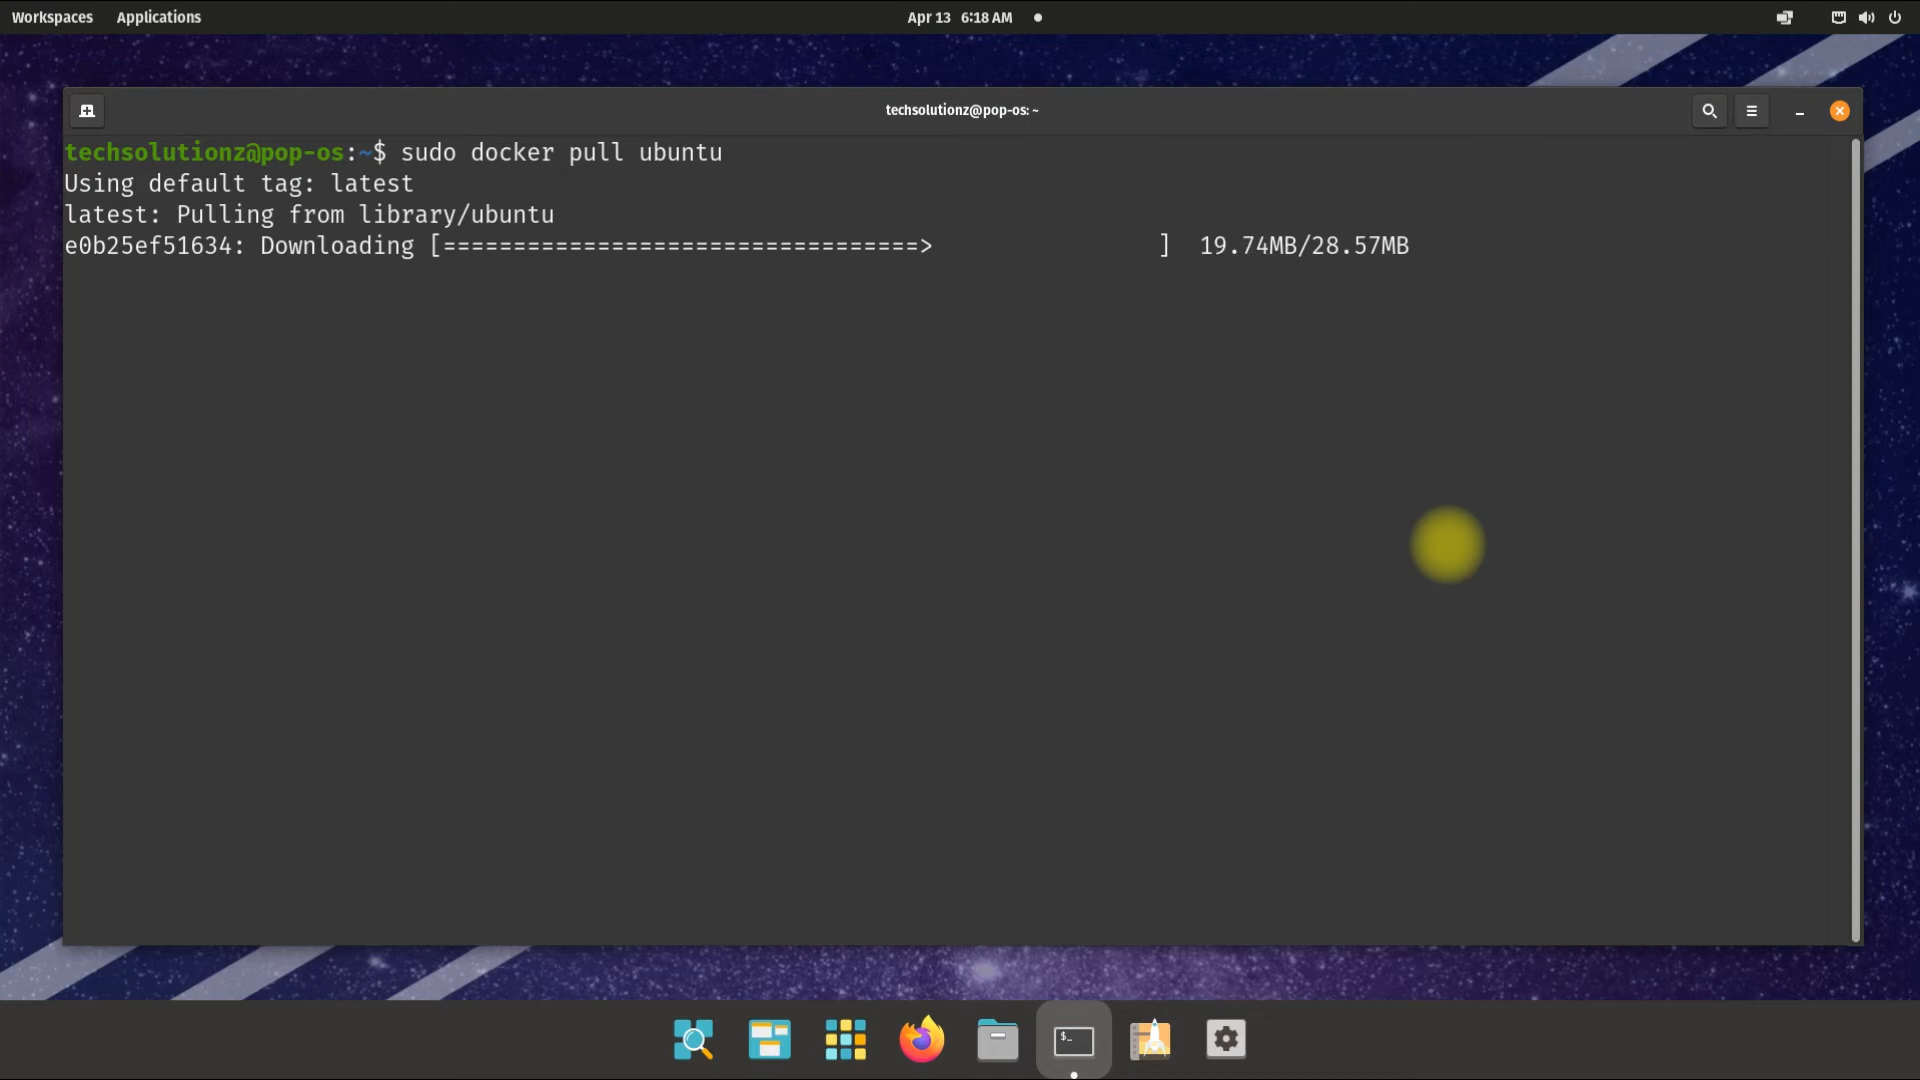 Workspaces Applications Apr 13 6:18 AM
techsolutionz@pop-os: ~
techsolutionz@pop-os:~$ sudo docker pull ubuntu
Using default tag: latest
latest: Pulling from library/ubuntu
e0b25ef51634: Downloading [==================================>                ]  19.74MB/28.57MB
$_